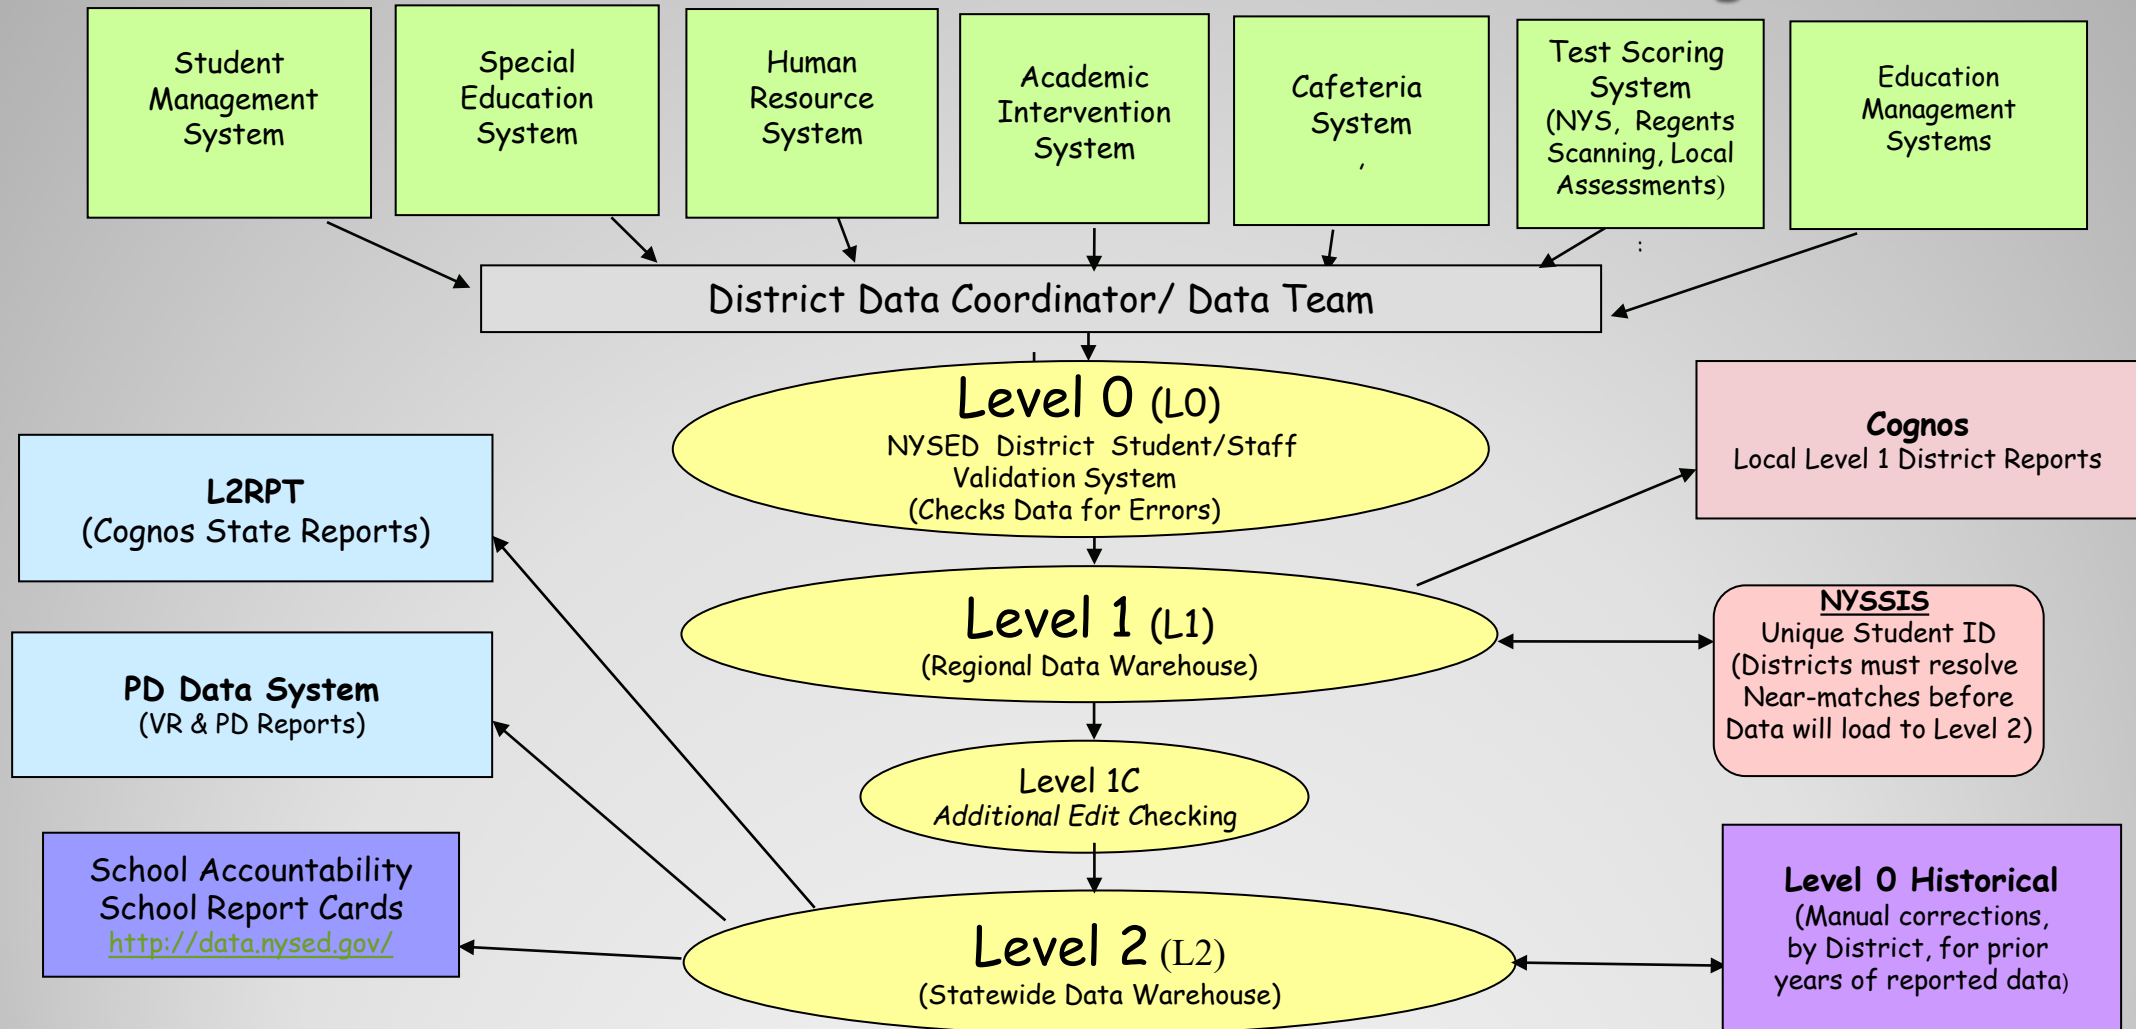 Student
Management
System
Special
Education
System
Human
Resource
System
Academic
Intervention
System
Cafeteria
System
,
Test Scoring
System
(NYS, Regents
Scanning, Local
Assessments)
:
Education
Management
Systems
District Data Coordinator/ Data Team
Level 0 (L0)
NYSED District Student/Staff
Validation System
(Checks Data for Errors)
Cognos
Local Level 1 District Reports
L2RPT
(Cognos State Reports)
Level 1 (L1)
(Regional Data Warehouse)
NYSSIS
Unique Student ID
(Districts must resolve
Near-matches before
Data will load to Level 2)
PD Data System
(VR & PD Reports)
Level 1C
Additional Edit Checking
School Accountability
School Report Cards
http://data.nysed.gov/
Level 2 (L2)
(Statewide Data Warehouse)
Level 0 Historical
(Manual corrections,
by District, for prior
years of reported data)